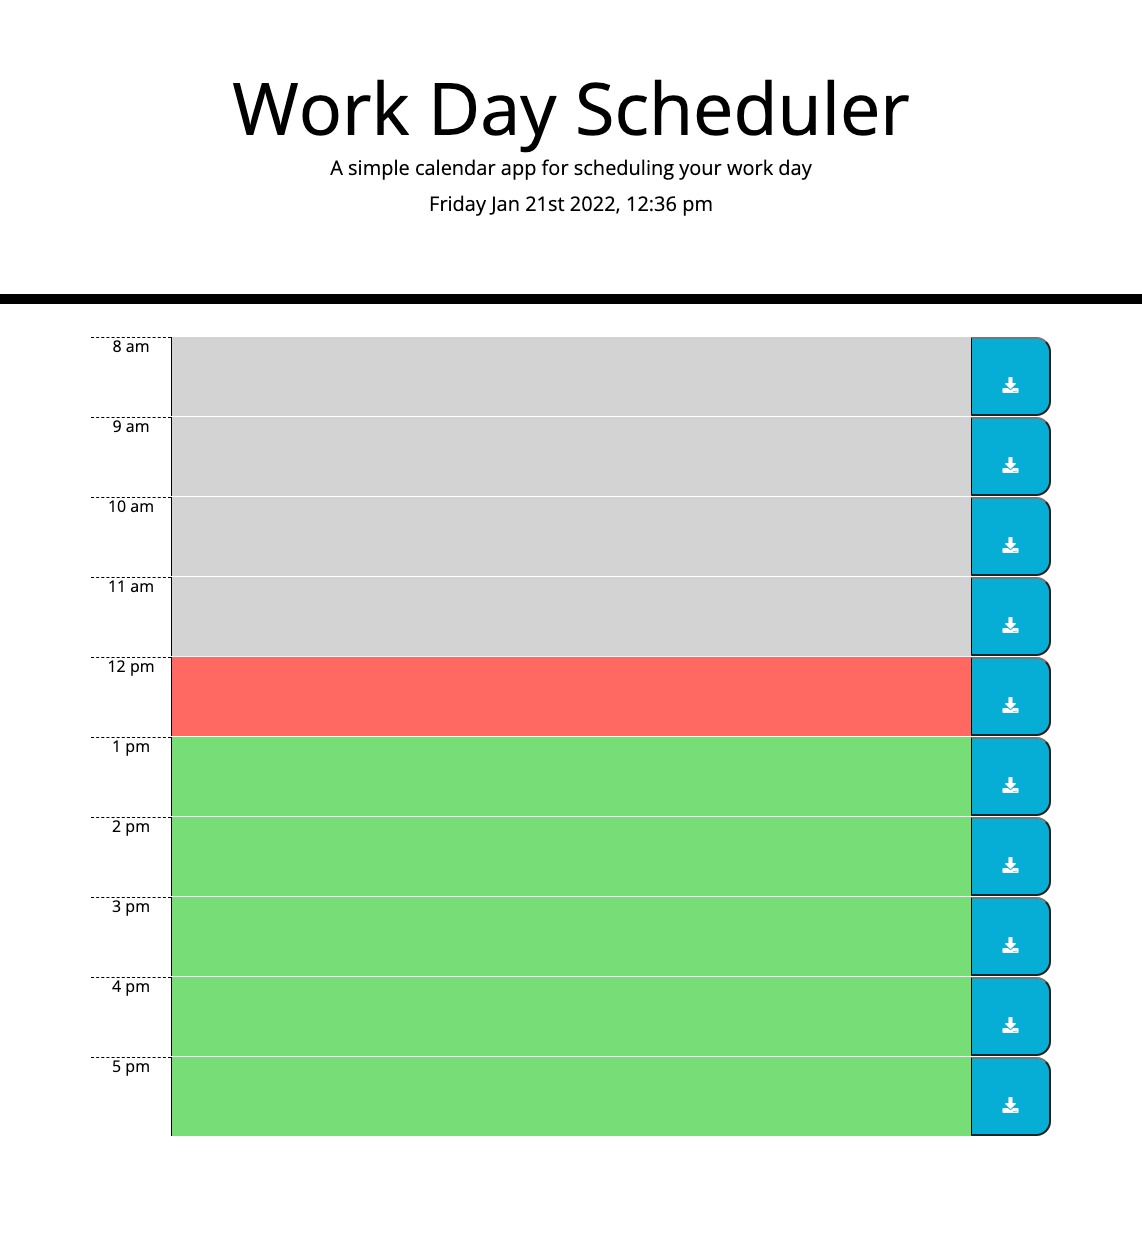 Work Day Scheduler
A simple calendar app for scheduling your work day
Friday Jan 21st 2022, 12:36 pm
8 am
9 am
10 am
11 am
12 pm
1 pm
2 pm
3 pm
4 pm
5 pm